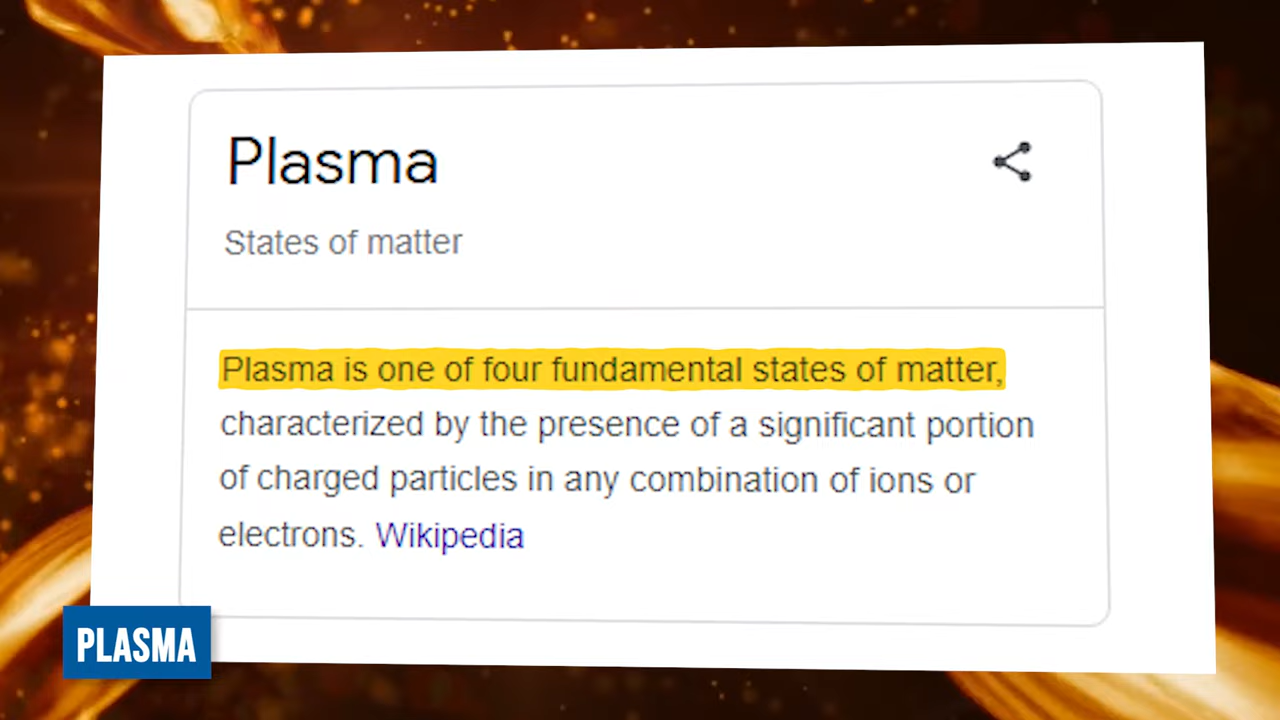 Plasma
States of matter
Plasma is one of four fundamental states of matter,
characterized by the presence of a significant portion
of charged particles in any combination of ions or
electrons. Wikipedia
PLASMA